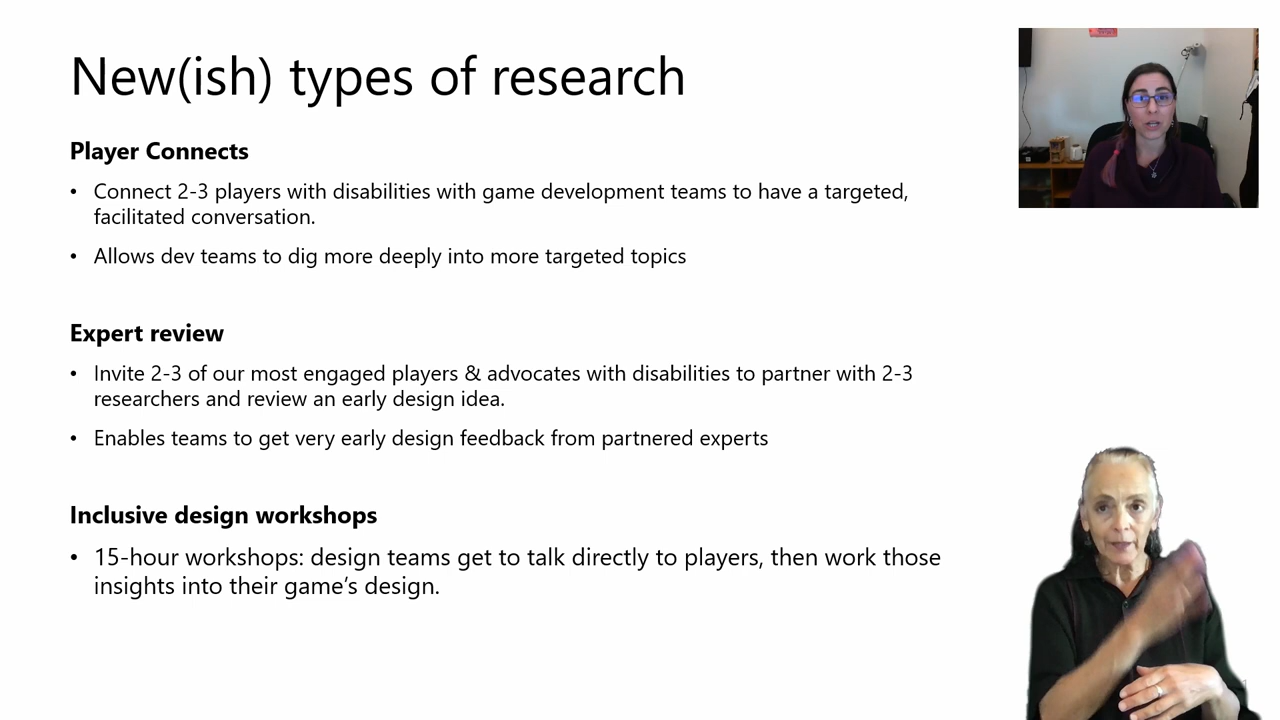 New(ish) types of research
Player Connects
• Connect 2-3 players with disabilities with game development teams to have a targeted,
facilitated conversation.
• Allows dev teams to dig more deeply into more targeted topics
Expert review
• Invite 2-3 of our most engaged players & advocates with disabilities to partner with 2-3
researchers and review an early design idea.
• Enables teams to get very early design feedback from partnered experts
Inclusive design workshops
• 15-hour workshops: design teams get to talk directly to players, then work those
insights into their game’s design.